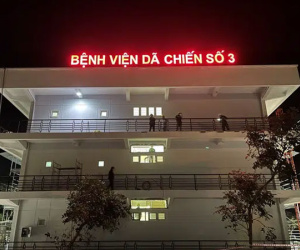 BỆNH VIỆN DÃ CHIẾN SỐ 3